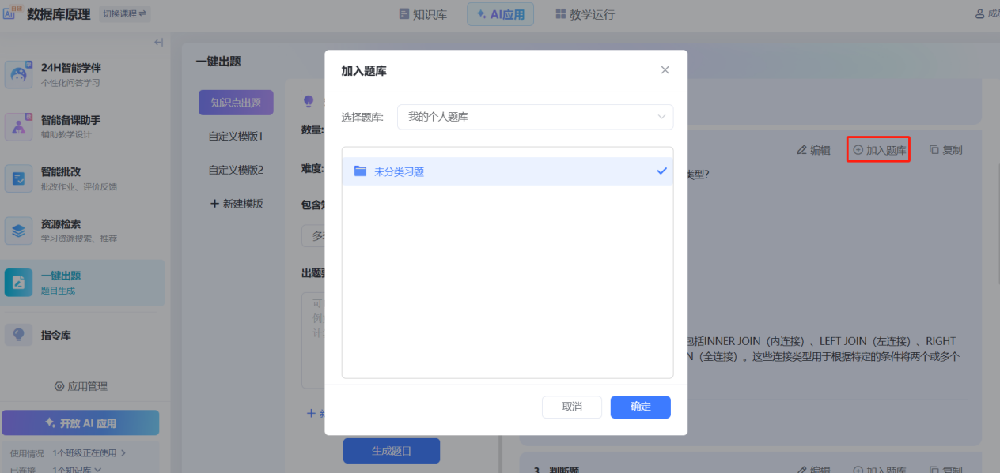 自建
AI 数据库原理 切换课程
知识库 AI应用 教学运行
24H智能学伴
个性化问答学习
智能备课助手
辅助教学设计
智能批改
批改作业、评价反馈
资源检索
学习资源搜索、推荐
一键出题
题目生成
指令库
应用管理
开放 AI 应用
使用情况 1个班级正在使用
已连接 1个知识库
一键出题
知识点出题
自定义模版1
自定义模版2
+ 新建模版
数量:
难度:
包含
多
出题
可
例
计
生成题目
加入题库
选择题库: 我的个人题库
未分类习题
取消 确定
编辑 加入题库 复制
类型?
包括INNER JOIN（内连接）、LEFT JOIN（左连接）、RIGHT
N（全连接）。这些连接类型用于根据特定的条件将两个或多个
3. 判断题 编辑 加入题库 复制